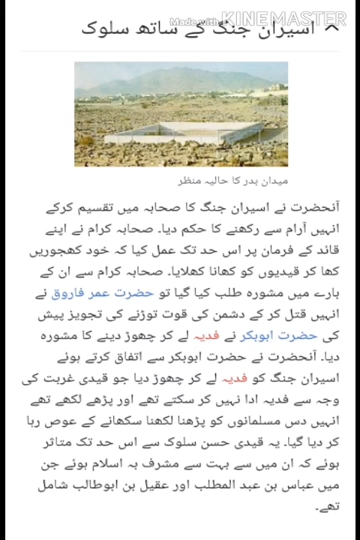 Made with KINEMASTER
اسیران جنگ کے ساتھ سلوک
میدان بدر کا حالیہ منظر
آنحضرت نے اسیران جنگ کا صحابہ میں تقسیم کرکے
انہیں آرام سے رکھنے کا حکم دیا۔ صحابہ کرام نے اپنے
قائد کے فرمان پر اس حد تک عمل کیا کہ خود کھجوریں
کھا کر قیدیوں کو کھانا کھلایا۔ صحابہ کرام سے ان کے
بارے میں مشورہ طلب کیا گیا تو حضرت عمر فاروق نے
انہیں قتل کر کے دشمن کی قوت توڑنے کی تجویز پیش
کی حضرت ابوبکر نے فدیہ لے کر چھوڑ دینے کا مشورہ
دیا۔ آنحضرت نے حضرت ابوبکر سے اتفاق کرتے ہوئے
اسیران جنگ کو فدیہ لے کر چھوڑ دیا جو قیدی غربت کی
وجہ سے فدیہ ادا نہیں کر سکتے تھے اور پڑھے لکھے تھے
انہیں دس مسلمانوں کو پڑھنا لکھنا سکھانے کے عوض رہا
کر دیا گیا۔ یہ قیدی حسن سلوک سے اس حد تک متاثر
ہوئے کہ ان میں سے بہت سے مشرف بہ اسلام ہوئے جن
میں عباس بن عبد المطلب اور عقیل بن ابوطالب شامل
تھے۔